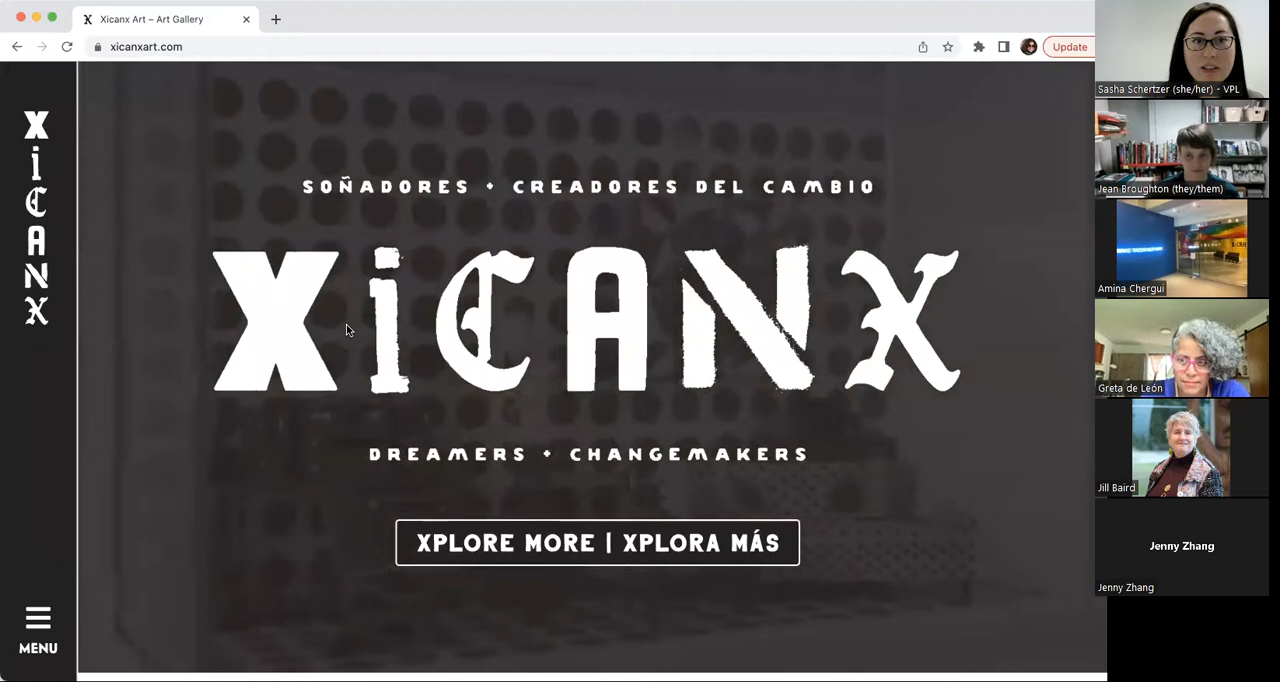 Xicanx Art – Art Gallery
xicanxart.com
Update
XiCANX
MENU
SOÑADORES + CREADORES DEL CAMBIO
XiCANX
DREAMERS + CHANGEMAKERS
XPLORE MORE | XPLORA MÁS
Sasha Schertzer (she/her) - VPL
Jean Broughton (they/them)
Amina Chergui
Greta de León
Jill Baird
Jenny Zhang
Jenny Zhang